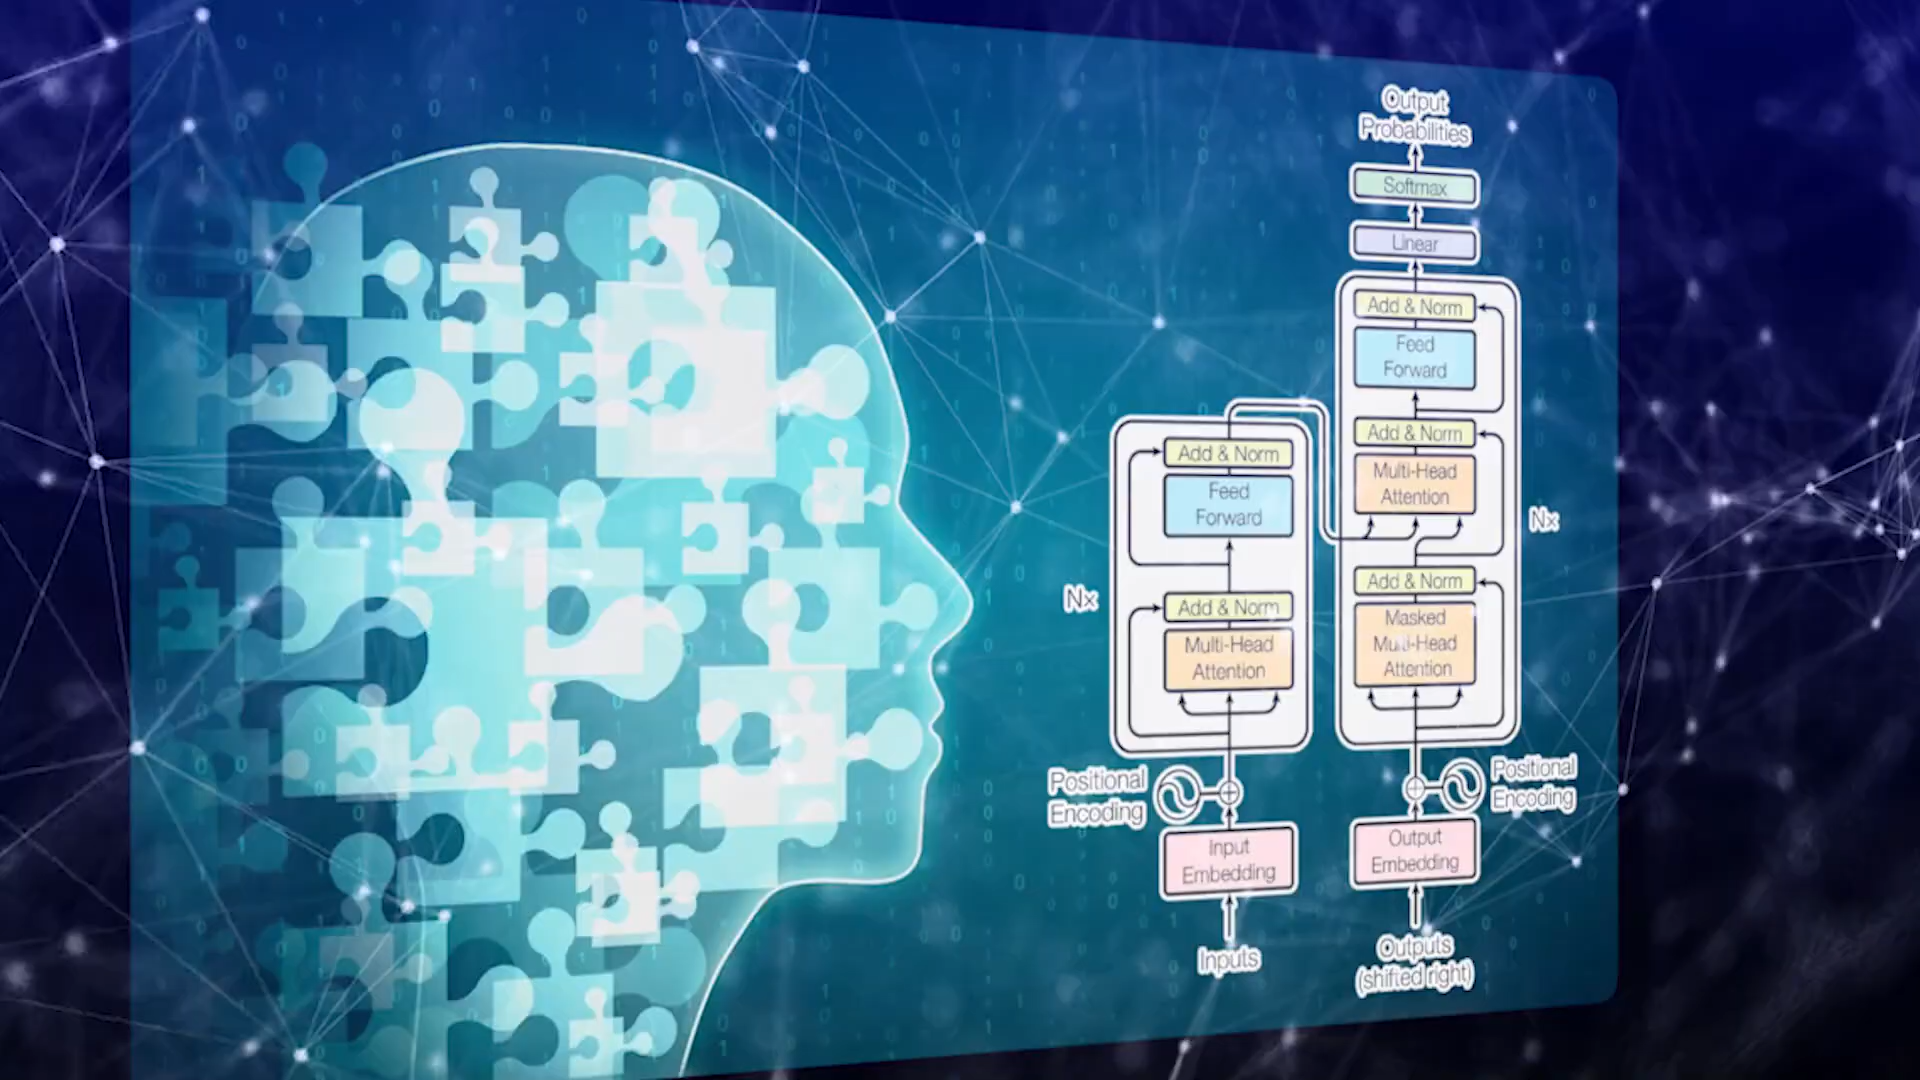 Output
Probabilities
Softmax
Linear
Add & Norm
Feed
Forward
Add & Norm
Multi-Head
Attention
Nx
Add & Norm
Masked
Multi-Head
Attention
Positional
Encoding
Output
Embedding
Outputs
(shifted right)
Add & Norm
Feed
Forward
Nx
Add & Norm
Multi-Head
Attention
Positional
Encoding
Input
Embedding
Inputs